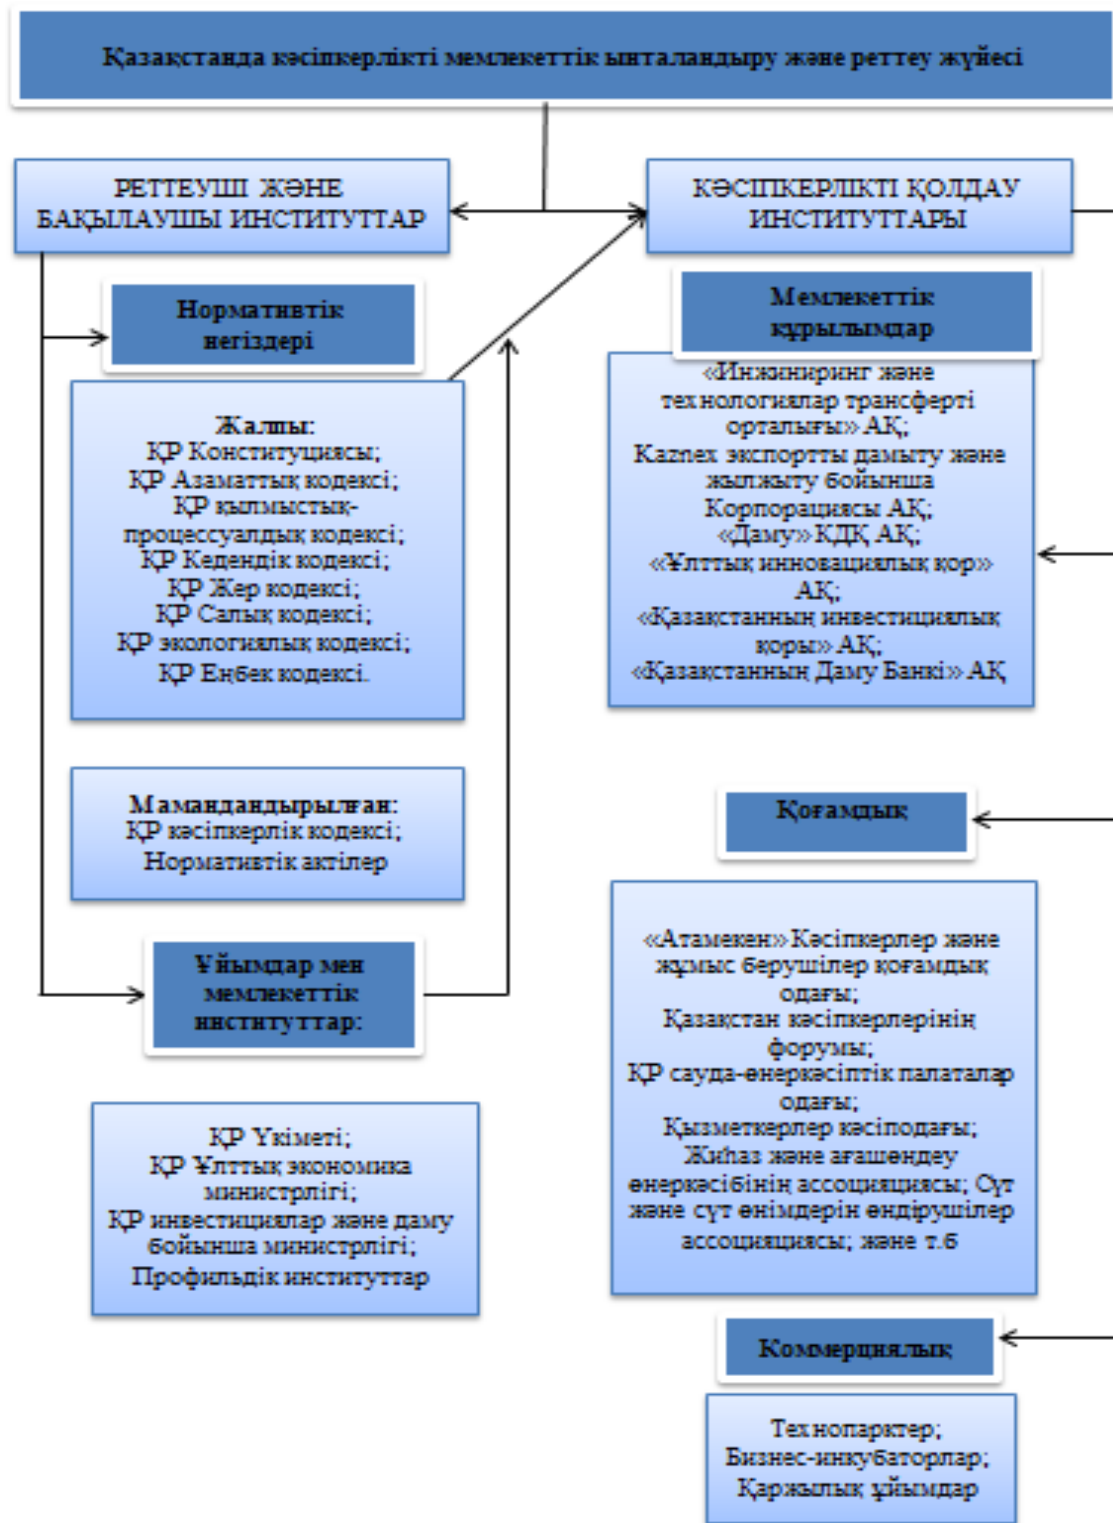 Қазақстанда кәсіпкерлікті мемлекеттік ынталандыру және реттеу жүйесі
РЕТТЕУШІ ЖӘНЕ
БАҚЫЛАУШЫ ИНСТИТУТТАР
Нормативтік
негіздері
Жалпы:
ҚР Конституциясы;
ҚР Азаматтық кодексі;
ҚР қылмыстық-
процессуалдық кодексі;
ҚР Кедендік кодексі;
ҚР Жер кодексі;
ҚР Салық кодексі;
ҚР экологиялық кодексі;
ҚР Еңбек кодексі.
Мамандандырылған:
ҚР кәсіпкерлік кодексі;
Нормативтік актілер
Ұйымдар мен
мемлекеттік
институттар:
ҚР Үкіметі;
ҚР Ұлттық экономика
министрлігі;
ҚР инвестициялар және даму
бойынша министрлігі;
Профильдік институттар
КӘСІПКЕРЛІКТІ ҚОЛДАУ
ИНСТИТУТТАРЫ
Мемлекеттік
құрылымдар
«Инжиниринг және
технологиялар трансферті
орталығы» АҚ;
Kaznex экспортты дамыту және
жылжыту бойынша
Корпорациясы АҚ;
«Даму» КДҚ АҚ;
«Ұлттық инновациялық қор»
АҚ;
«Қазақстанның инвестициялық
қоры» АҚ;
«Қазақстанның Даму Банкі» АҚ
Қоғамдық
«Атамекен» Кәсіпкерлер және
жұмыс берушілер қоғамдық
одағы;
Қазақстан кәсіпкерлерінің
форумы;
ҚР сауда-өнеркәсіптік палаталар
одағы;
Қызметкерлер кәсіподағы;
Жиһаз және ағашөңдеу
өнеркәсібінің ассоцияциясы; Сүт
және сүт өнімдерін өндірушілер
ассоцияциясы; және т.б
Коммерциялық
Технопарктер;
Бизнес-инкубаторлар;
Қаржылық ұйымдар